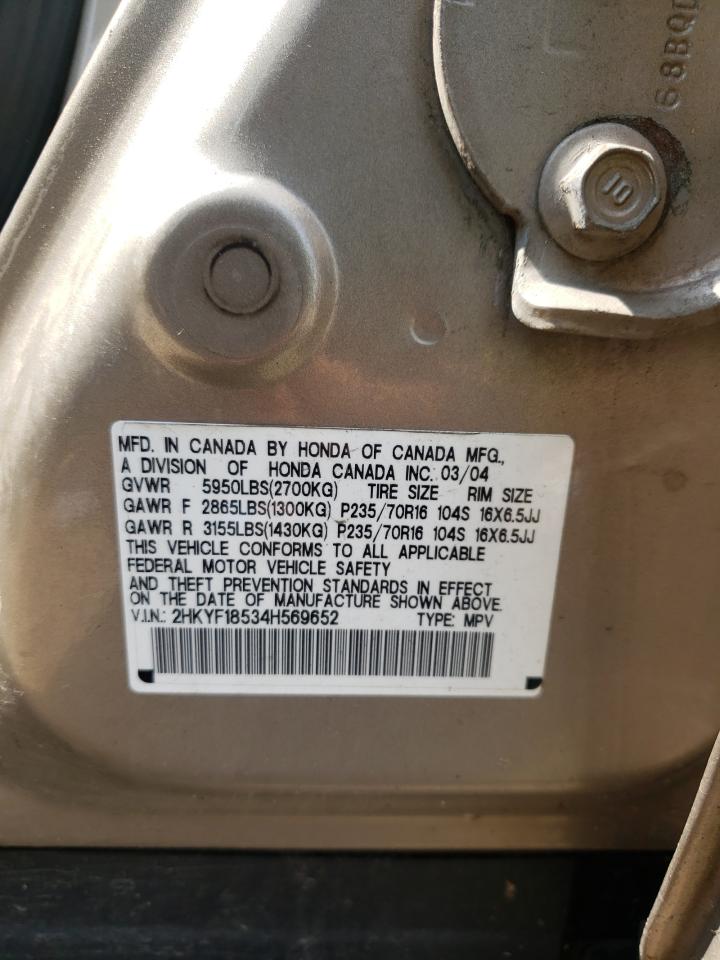 68BQD
10
MFD. IN CANADA BY HONDA OF CANADA MFG.,
A DIVISION OF HONDA CANADA INC. 03/04
GVWR 5950LBS(2700KG) TIRE SIZE RIM SIZE
GAWR F 2865LBS(1300KG) P235/70R16 104S 16X6.5JJ
GAWR R 3155LBS(1430KG) P235/70R16 104S 16X6.5JJ
THIS VEHICLE CONFORMS TO ALL APPLICABLE
FEDERAL MOTOR VEHICLE SAFETY
AND THEFT PREVENTION STANDARDS IN EFFECT
ON THE DATE OF MANUFACTURE SHOWN ABOVE.
V.I.N.: 2HKYF18534H569652 TYPE: MPV